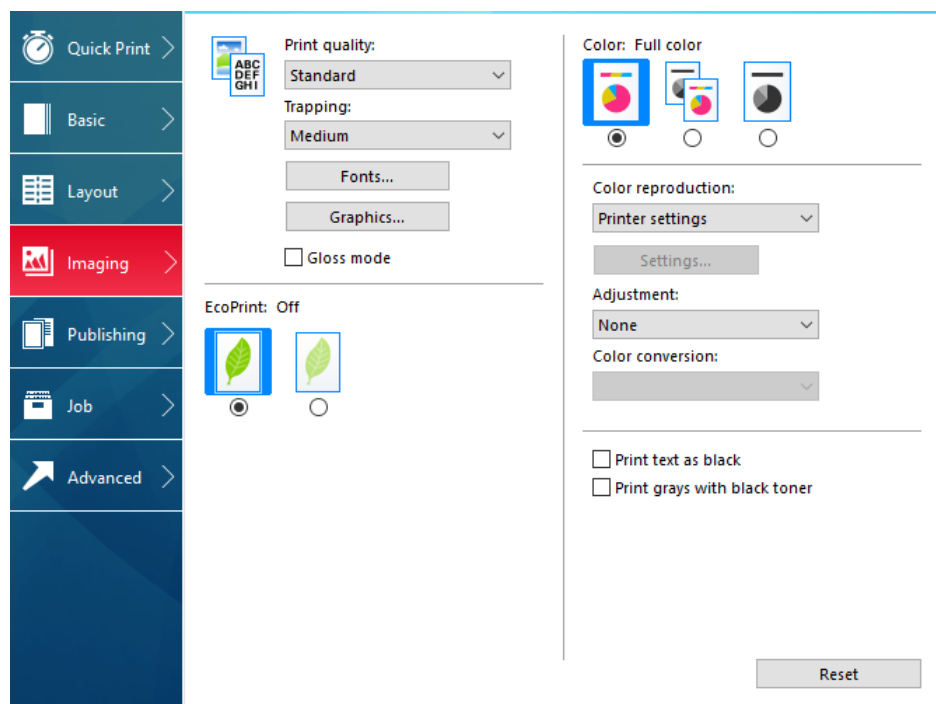 Quick Print
Basic
Layout
Imaging
Publishing
Job
Advanced
ABC
DEF
GHI
Print quality:
Standard
Trapping:
Medium
Fonts...
Graphics...
Gloss mode
EcoPrint: Off
Color: Full color
Color reproduction:
Printer settings
Settings...
Adjustment:
None
Color conversion:
Print text as black
Print grays with black toner
Reset